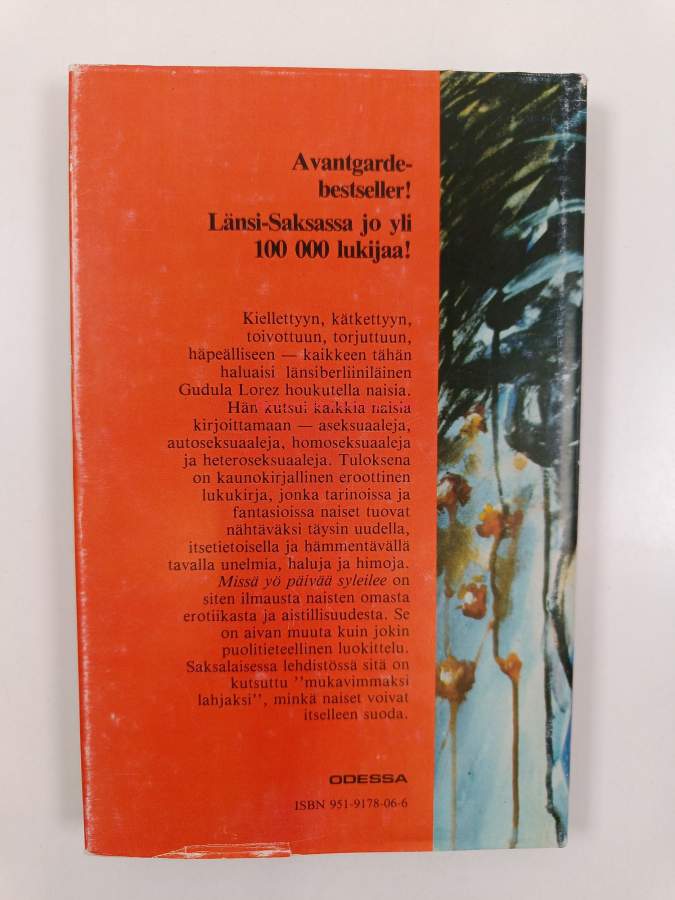 Avantgarde-
bestseller!
Länsi-Saksassa jo yli
100 000 lukijaa!
Kiellettyyn, kätkettyyn,
toivottuun, torjuttuun,
häpeälliseen — kaikkeen tähän
haluaisi länsiberliiniläinen
Gudula Lorez houkutella naisia.
Hän kutsui kaikkia naisia
kirjoittamaan — aseksuaaleja,
autoseksuaaleja, homoseksuaaleja
ja heteroseksuaaleja. Tuloksena
on kaunokirjallinen eroottinen
lukukirja, jonka tarinoissa ja
fantasioissa naiset tuovat
nähtäväksi täysin uudella,
itsetietoisella ja hämmentävällä
tavalla unelmia, haluja ja himoja.
Missä yö päivää syleilee on
siten ilmausta naisten omasta
erotiikasta ja aistillisuudesta. Se
on aivan muuta kuin jokin
puolitieteellinen luokittelu.
Saksalaisessa lehdistössä sitä on
kutsuttu ''mukavimmaksi
lahjaksi'', minkä naiset voivat
itselleen suoda.
ODESSA
ISBN 951-9178-06-6